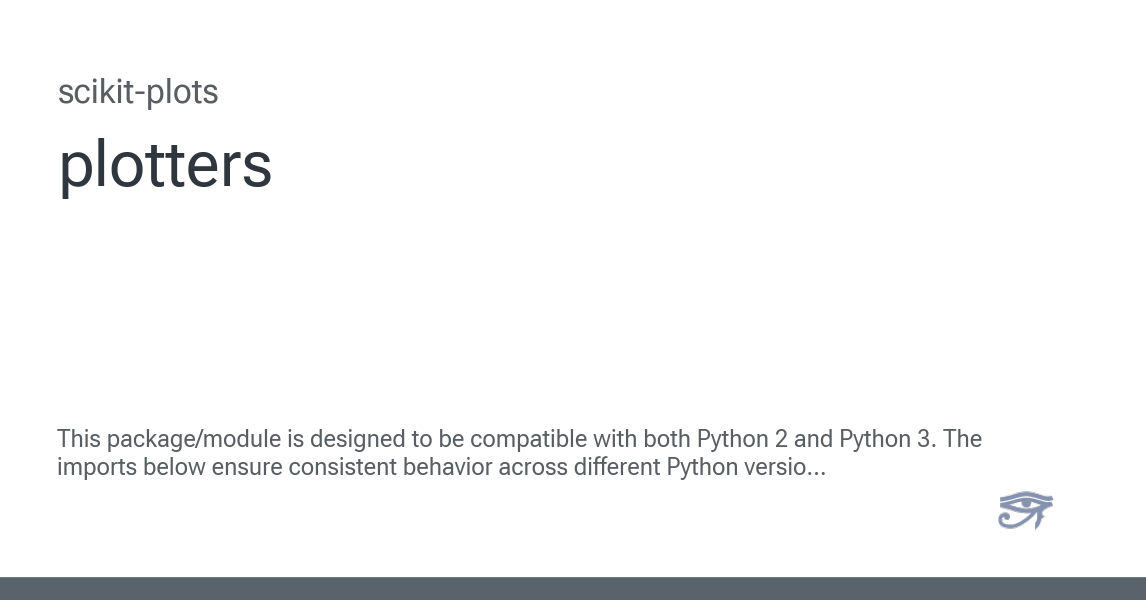 scikit-plots
plotters
This package/module is designed to be compatible with both Python 2 and Python 3. The
imports below ensure consistent behavior across different Python versio...